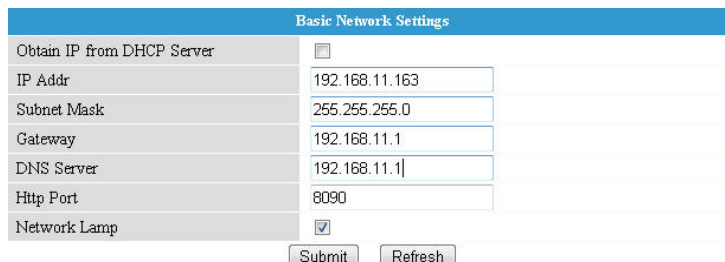 Basic Network Settings
Obtain IP from DHCP Server
IP Addr 192.168.11.163
Subnet Mask 255.255.255.0
Gateway 192.168.11.1
DNS Server 192.168.11.1
Http Port 8090
Network Lamp
Submit Refresh